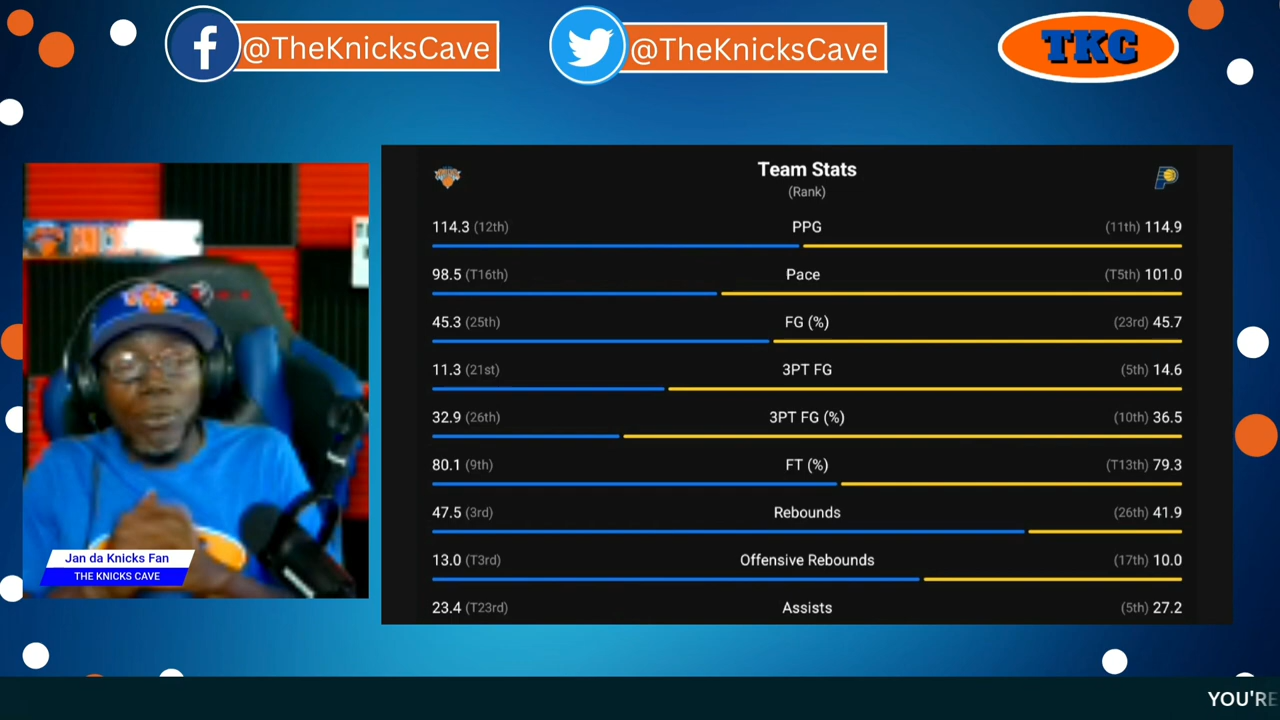 @TheKnicksCave
@TheKnicksCave
TKC
Team Stats
(Rank)
114.3 (12th) PPG (11th) 114.9
98.5 (T16th) Pace (T5th) 101.0
45.3 (25th) FG (%) (23rd) 45.7
11.3 (21st) 3PT FG (5th) 14.6
32.9 (26th) 3PT FG (%) (10th) 36.5
80.1 (9th) FT (%) (T13th) 79.3
47.5 (3rd) Rebounds (26th) 41.9
13.0 (T3rd) Offensive Rebounds (17th) 10.0
23.4 (T23rd) Assists (5th) 27.2
Jan da Knicks Fan
THE KNICKS CAVE
YOU'RE